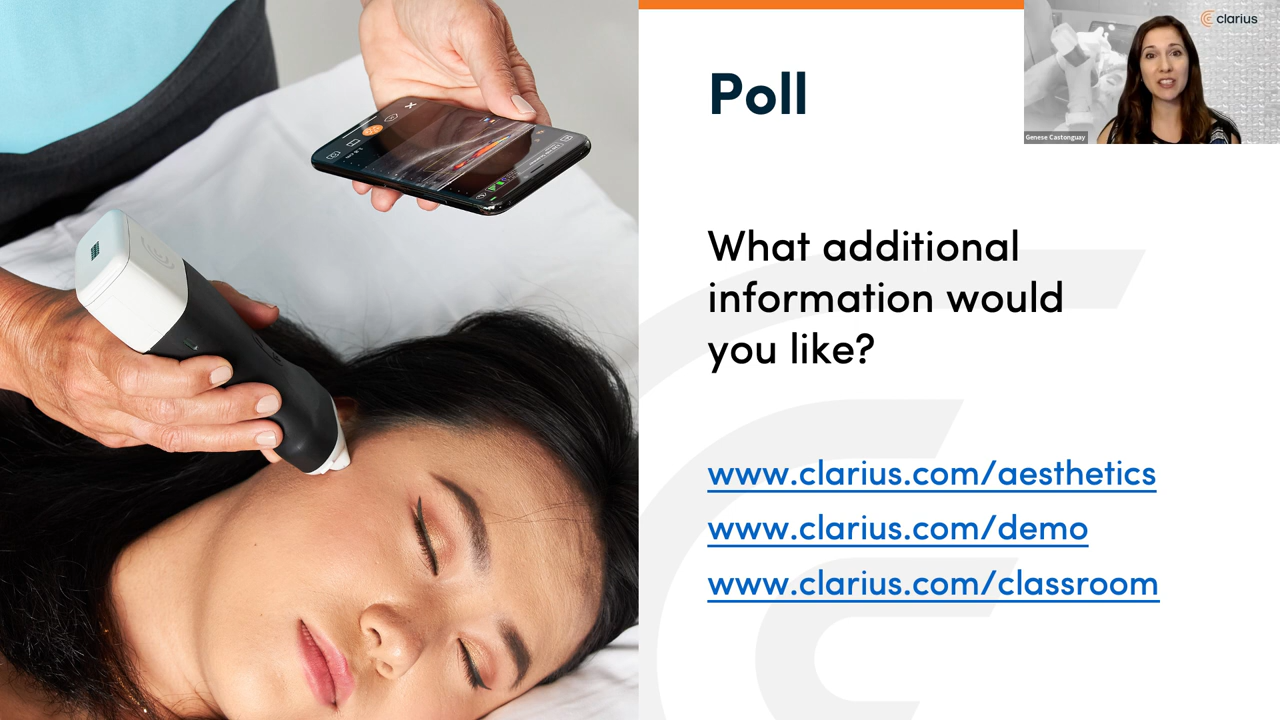 Poll
clarius
Genese Castonguay
What additional
information would
you like?
www.clarius.com/aesthetics
www.clarius.com/demo
www.clarius.com/classroom